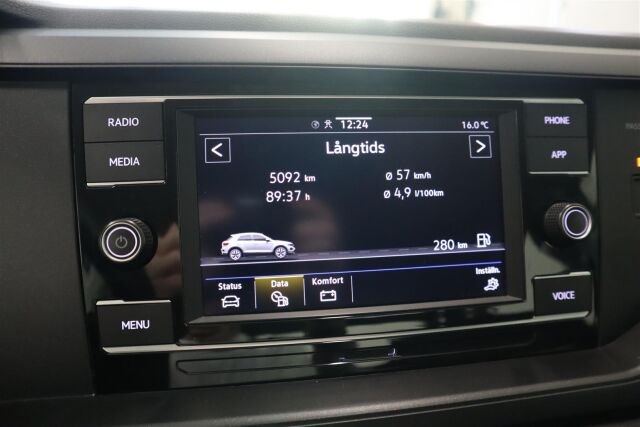 RADIO
MEDIA
MENU
12:24
16.0 °C
Långtids
5092 km
ø 57 km/h
89:37 h
ø 4,9 l/100km
280 km
Status
Data
Komfort
Inställn.
PHONE
APP
VOICE